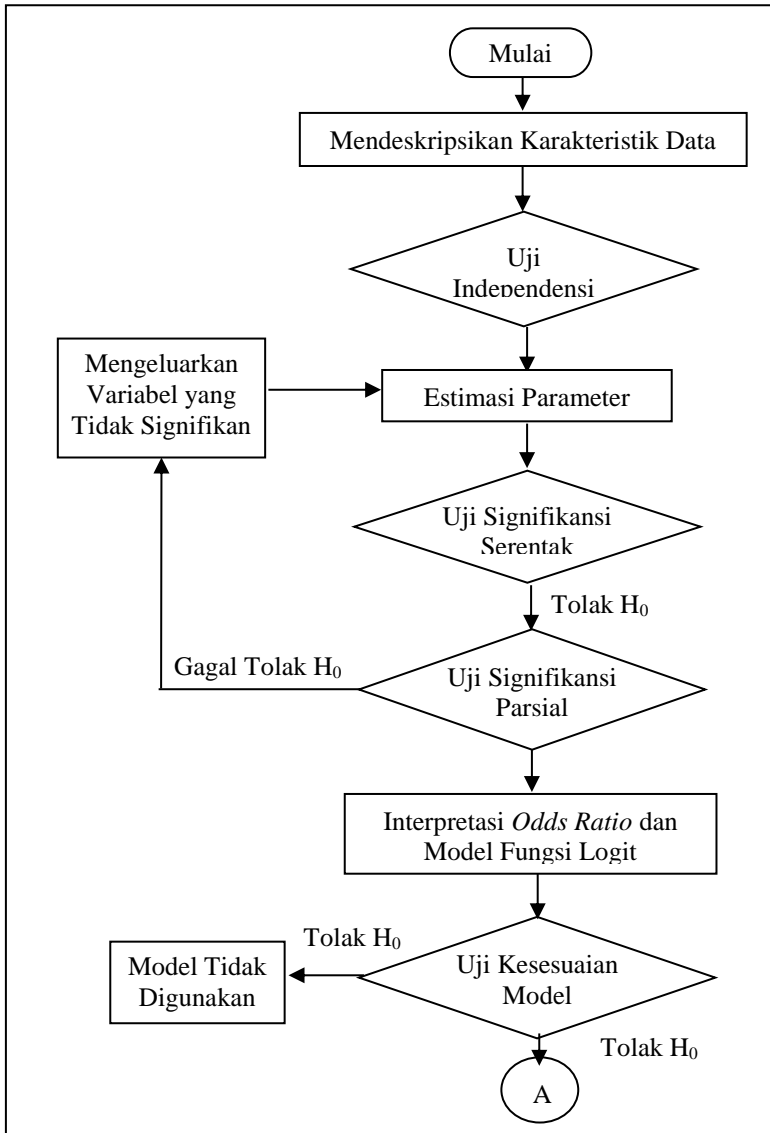 Mulai
Mendeskripsikan Karakteristik Data
Uji
Independensi
Mengeluarkan
Variabel yang
Tidak Signifikan
Estimasi Parameter
Uji Signifikansi
Serentak
Tolak H₀
Gagal Tolak H₀
Uji Signifikansi
Parsial
Interpretasi Odds Ratio dan
Model Fungsi Logit
Tolak H₀
Model Tidak
Digunakan
Uji Kesesuaian
Model
Tolak H₀
A